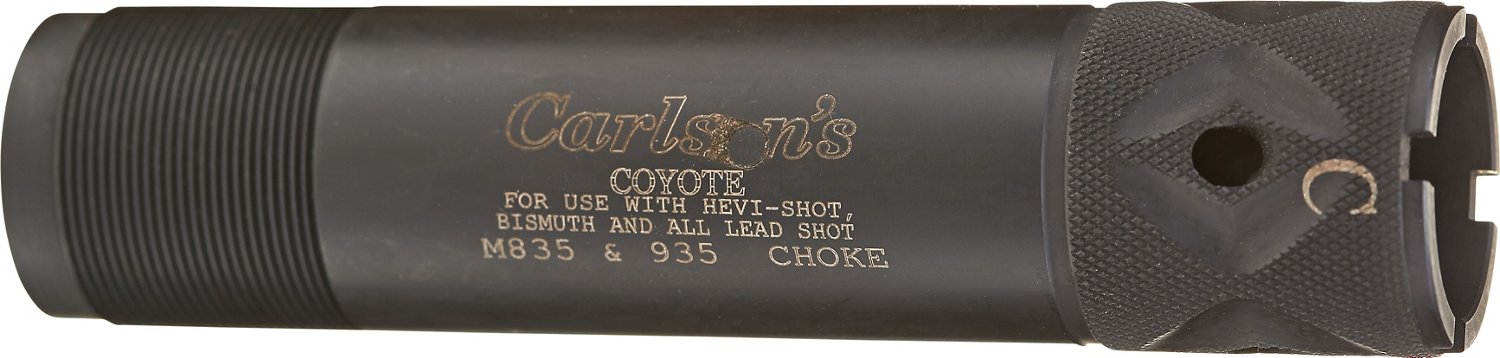 Carlson's
COYOTE
FOR USE WITH HEVI-SHOT,
BISMUTH AND ALL LEAD SHOT
M835 & 935 CHOKE
C